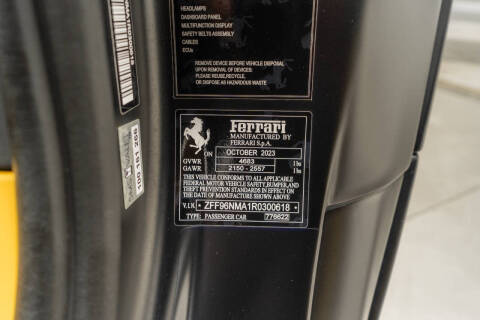 HEADLAMPS
DASHBOARD PANEL
MULTIFUNCTION DISPLAY
SAFETY BELTS ASSEMBLY
CABLES
ECUs
REMOVE DEVICE BEFORE VEHICLE DISPOSAL
UPON REMOVAL OF DEVICE(S)
PLEASE REUSE,RECYCLE,
OR DISPOSE AS HAZARDOUS WASTE
Ferrari
MANUFACTURED BY
FERRARI S.p.A.
ON OCTOBER 2023
GVWR 4683 lbs
GAWR 2150 - 2557 lbs
THIS VEHICLE CONFORMS TO ALL APPLICABLE
FEDERAL MOTOR VEHICLE SAFETY,BUMPER,AND
THEFT PREVENTION STANDARDS IN EFFECT ON
THE DATE OF MANUFACTURE SHOWN ABOVE
V.I.N. ZFF96NMA1R0300618
TYPE: PASSENGER CAR 776622